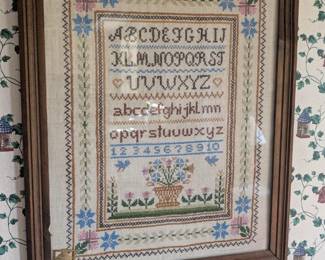 ABCDEFGHIJ
KLMNOPQRST
UVWXYZ
abcdefghijklmn
opqrstuvwxyz
12345678910